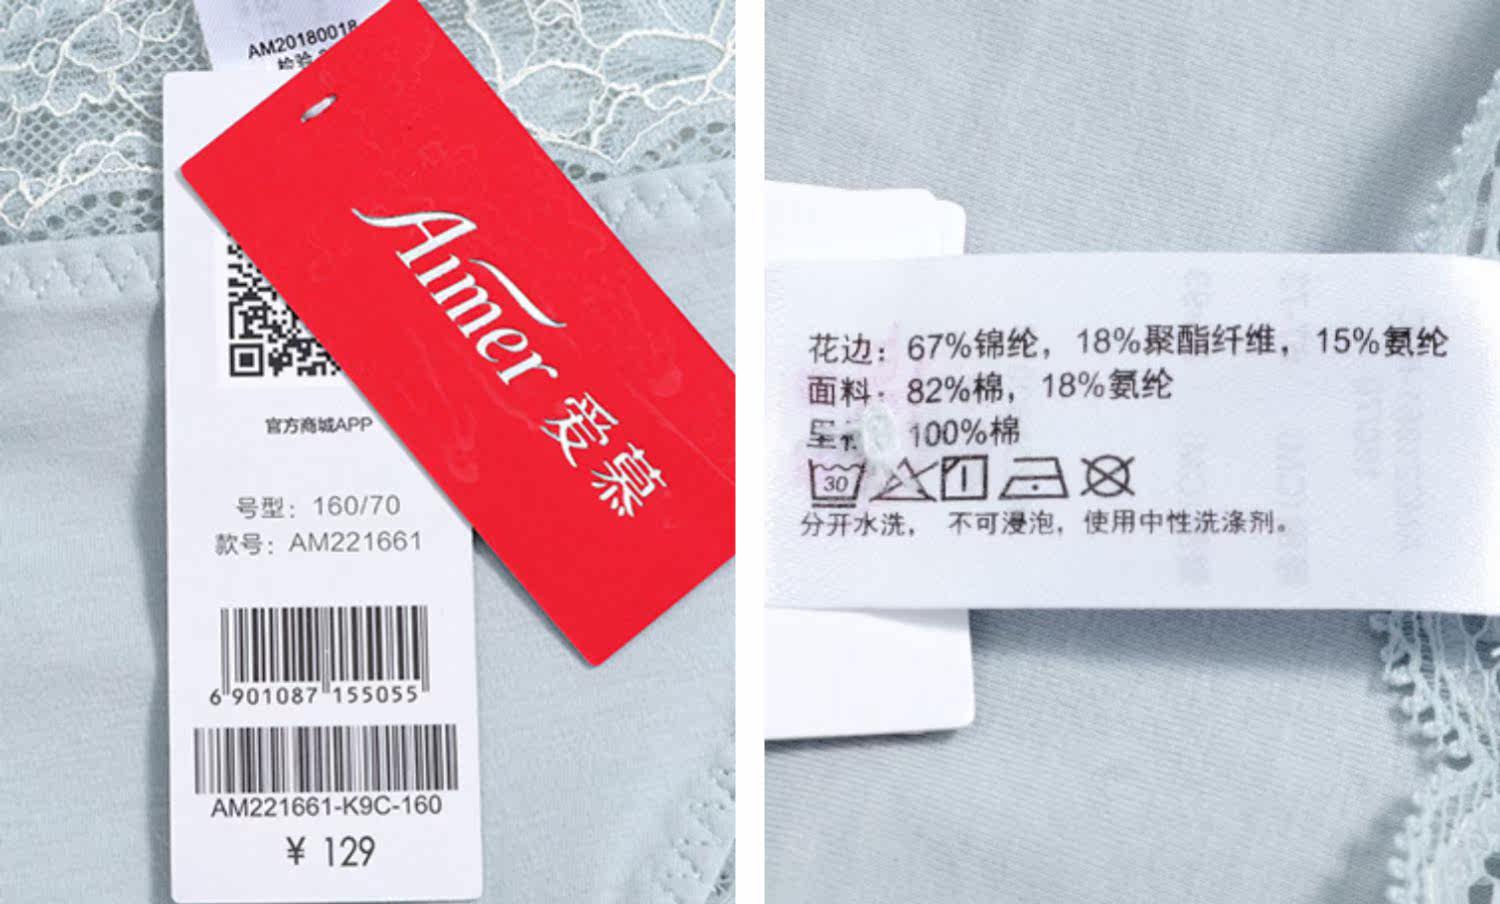 AM20180018
检验
Aimer 爱慕
官方商城APP
号型：160/70
款号：AM221661
6 901087 155055
AM221661-K9C-160
¥ 129
花边：67%锦纶，18%聚酯纤维，15%氨纶
面料：82%棉，18%氨纶
100%棉
30
分开水洗， 不可浸泡，使用中性洗涤剂。